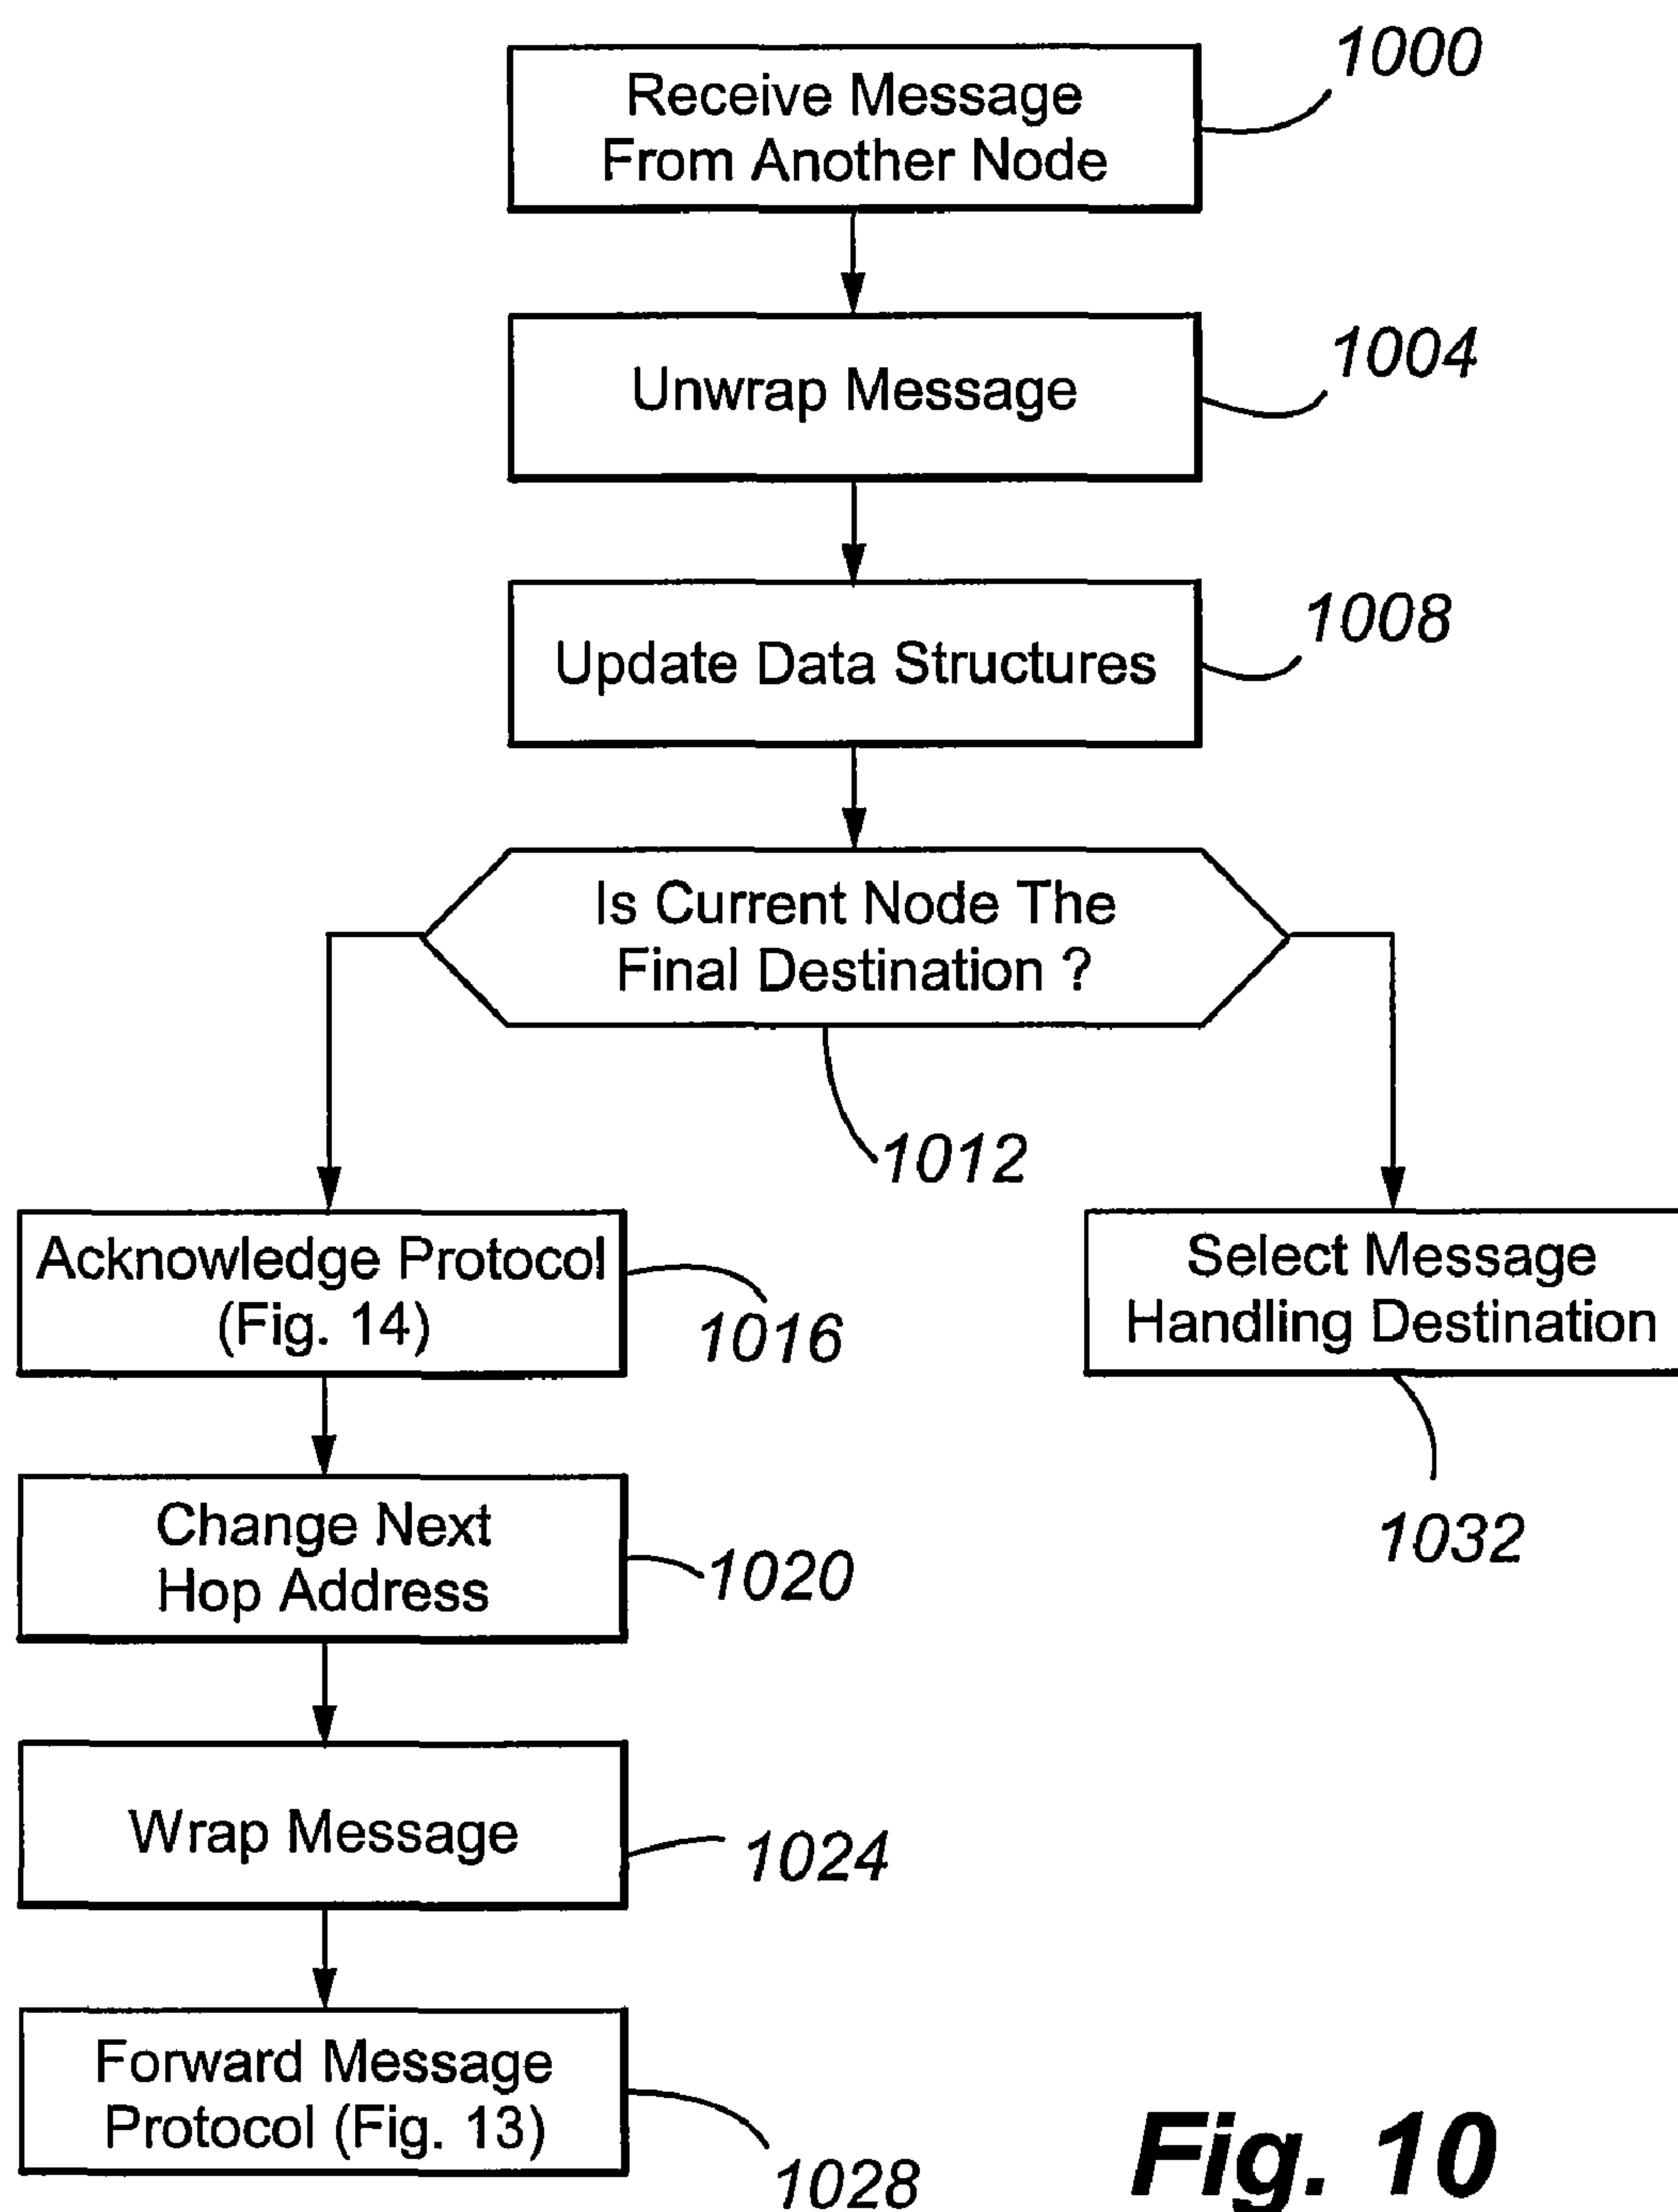 Receive Message
From Another Node
1000
Unwrap Message
1004
Update Data Structures
1008
Is Current Node The
Final Destination ?
1012
Acknowledge Protocol
(Fig. 14)
1016
Select Message
Handling Destination
1032
Change Next
Hop Address
1020
Wrap Message
1024
Forward Message
Protocol (Fig. 13)
1028
Fig. 10